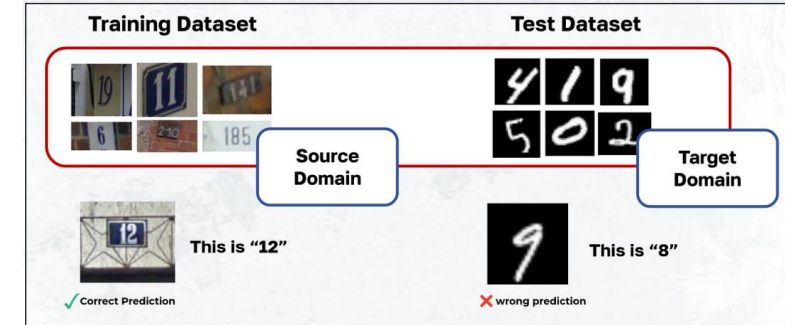 Training Dataset
Test Dataset
19
11
141
4 1 9
6
210
185
5 0 2
Source
Domain
Target
Domain
12
This is “12”
9
This is “8”
Correct Prediction
wrong prediction